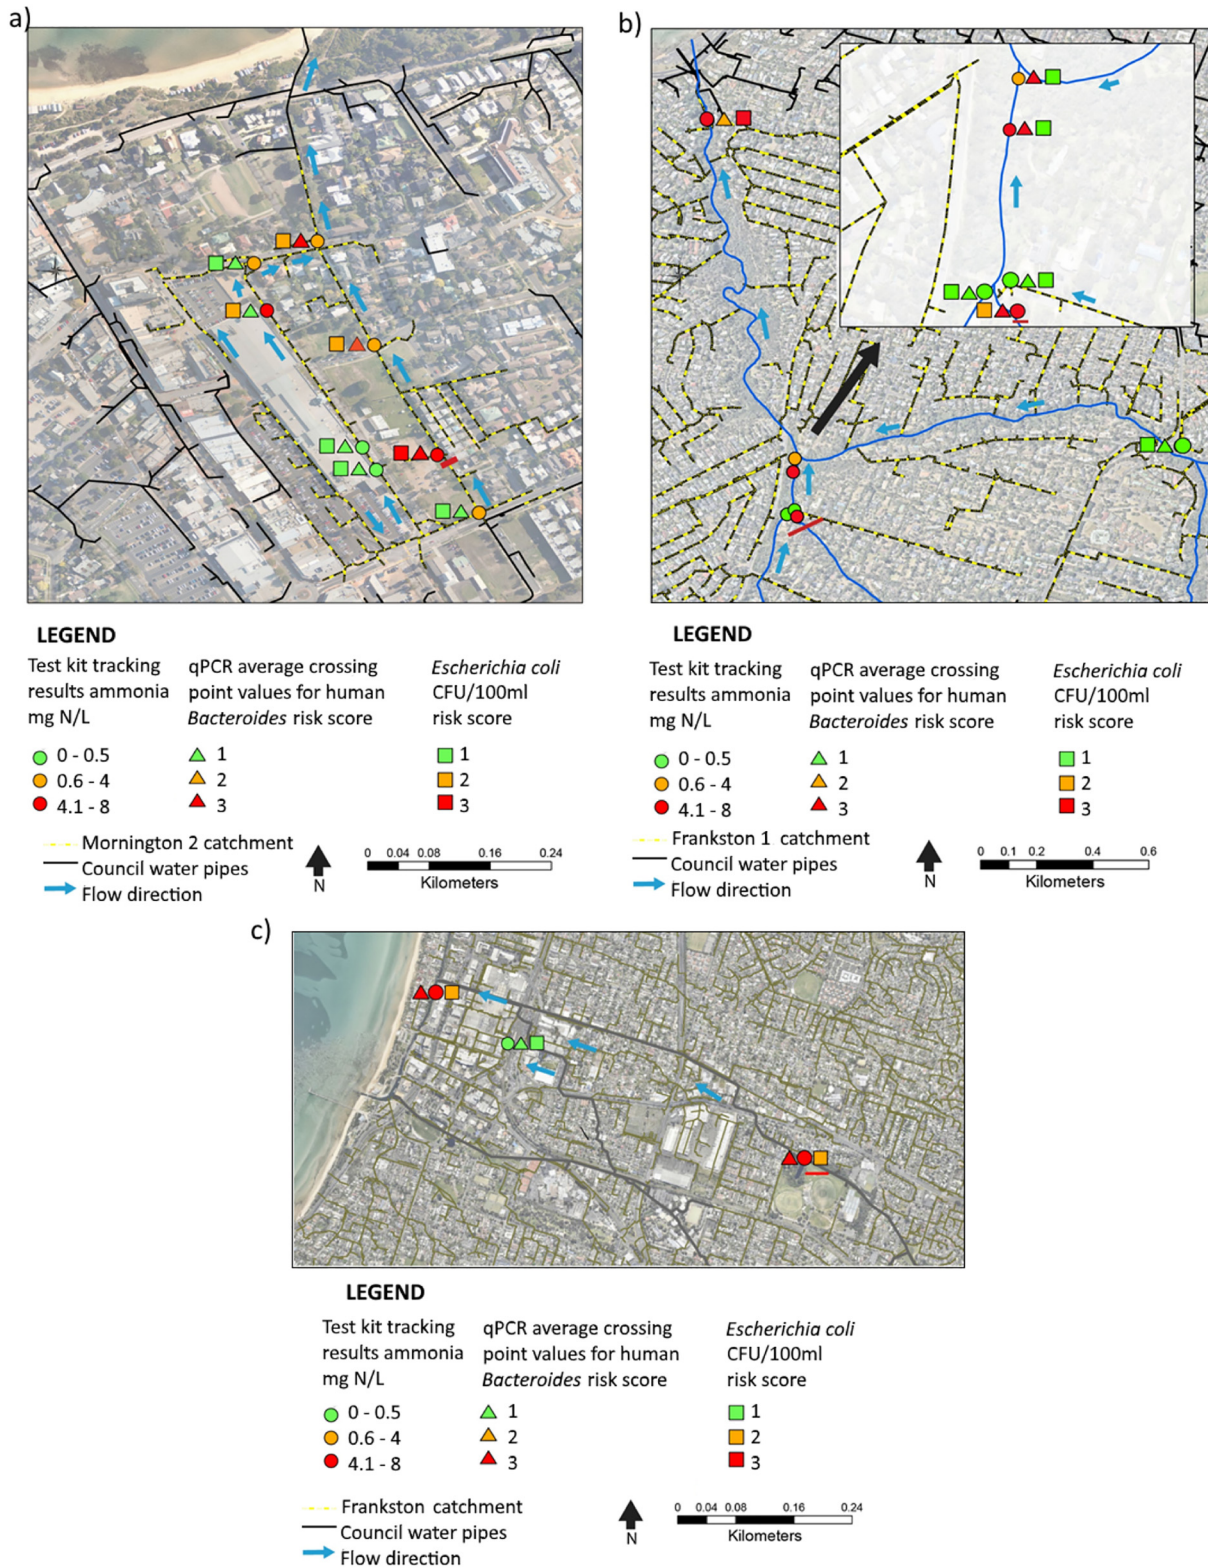 a)
b)
LEGEND
Test kit tracking
results ammonia
mg N/L
qPCR average crossing
point values for human
Bacteroides risk score
Escherichia coli
CFU/100ml
risk score
0 - 0.5
1
1
0.6 - 4
2
2
4.1 - 8
3
3
Mornington 2 catchment
Council water pipes
Flow direction
N
0 0.04 0.08 0.16 0.24
Kilometers
LEGEND
Test kit tracking
results ammonia
mg N/L
qPCR average crossing
point values for human
Bacteroides risk score
Escherichia coli
CFU/100ml
risk score
0 - 0.5
1
1
0.6 - 4
2
2
4.1 - 8
3
3
Frankston 1 catchment
Council water pipes
Flow direction
N
0 0.1 0.2 0.4 0.6
Kilometers
c)
LEGEND
Test kit tracking
results ammonia
mg N/L
qPCR average crossing
point values for human
Bacteroides risk score
Escherichia coli
CFU/100ml
risk score
0 - 0.5
1
1
0.6 - 4
2
2
4.1 - 8
3
3
Frankston catchment
Council water pipes
Flow direction
N
0 0.04 0.08 0.16 0.24
Kilometers